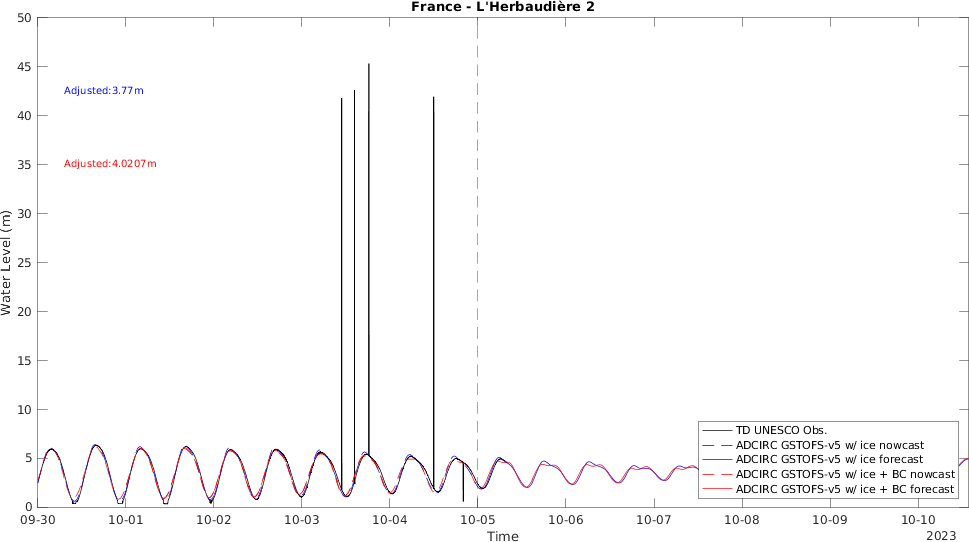 France - L'Herbaudière 2
50
45
40
35
30
25
20
15
10
5
0
Water Level (m)
Adjusted:3.77m
Adjusted:4.0207m
TD UNESCO Obs.
ADCIRC GSTOFS-v5 w/ ice nowcast
ADCIRC GSTOFS-v5 w/ ice forecast
ADCIRC GSTOFS-v5 w/ ice + BC nowcast
ADCIRC GSTOFS-v5 w/ ice + BC forecast
09-30 10-01 10-02 10-03 10-04 10-05 10-06 10-07 10-08 10-09 10-10
Time
2023